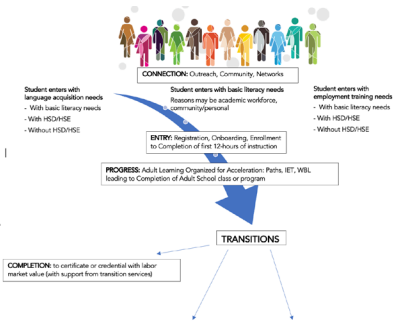 CONNECTION: Outreach, Community, Networks
Student enters with
language acquisition needs
- With basic literacy needs
- With HSD/HSE
- Without HSD/HSE
Student enters with basic literacy needs
Reasons may be academic workforce,
community/personal
Student enters with
employment training needs
- With basic literacy needs
- With HSD/HSE
- Without HSD/HSE
ENTRY: Registration, Onboarding, Enrollment
to Completion of first 12-hours of instruction
PROGRESS: Adult Learning Organized for Acceleration: Paths, IET, WBL
leading to Completion of Adult School class or program
TRANSITIONS
COMPLETION: to certificate or credential with labor
market value (with support from transition services)